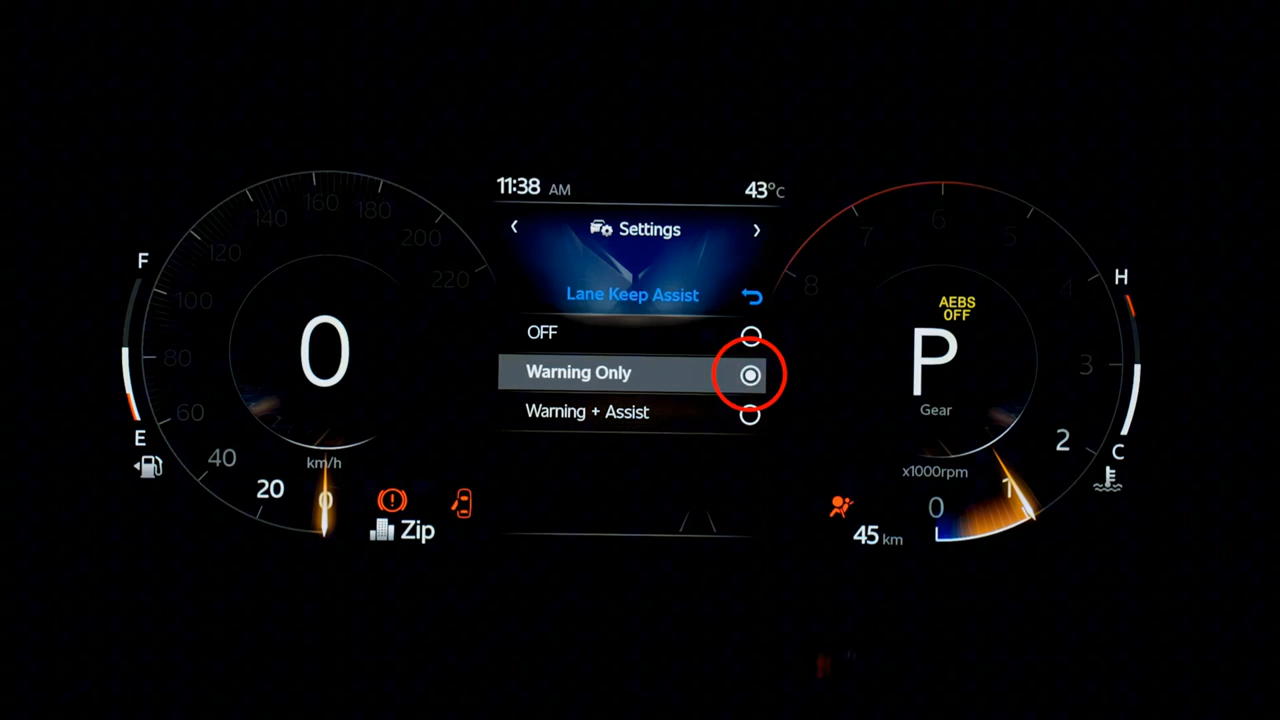 11:38 AM
43°C
Settings
Lane Keep Assist
OFF
Warning Only
Warning + Assist
F
E
220
200
180
160
140
120
100
80
60
40
20
0
0
km/h
Zip
AEBS
OFF
P
Gear
x1000rpm
8
7
6
5
4
3
2
1
0
H
C
45 km